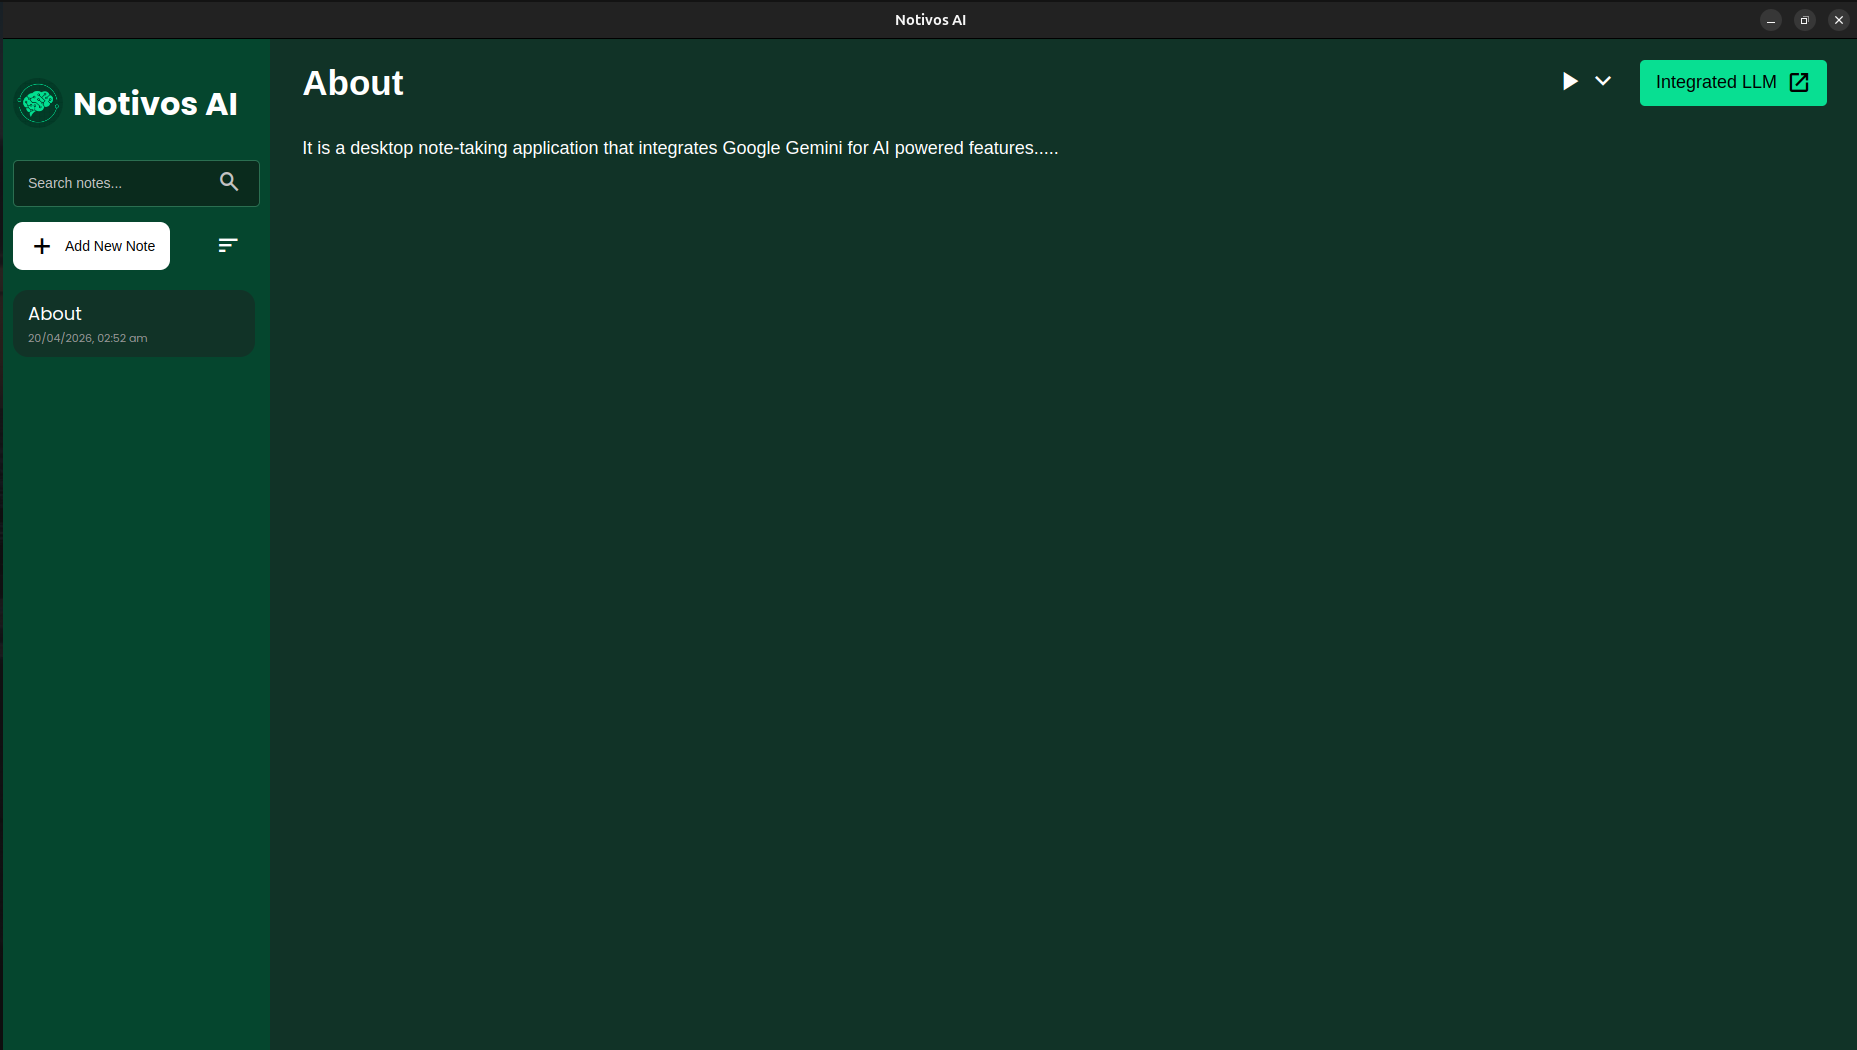 Notivos AI
Notivos AI
Search notes...
Add New Note
About
20/04/2026, 02:52 am
About
Integrated LLM
It is a desktop note-taking application that integrates Google Gemini for AI powered features.....